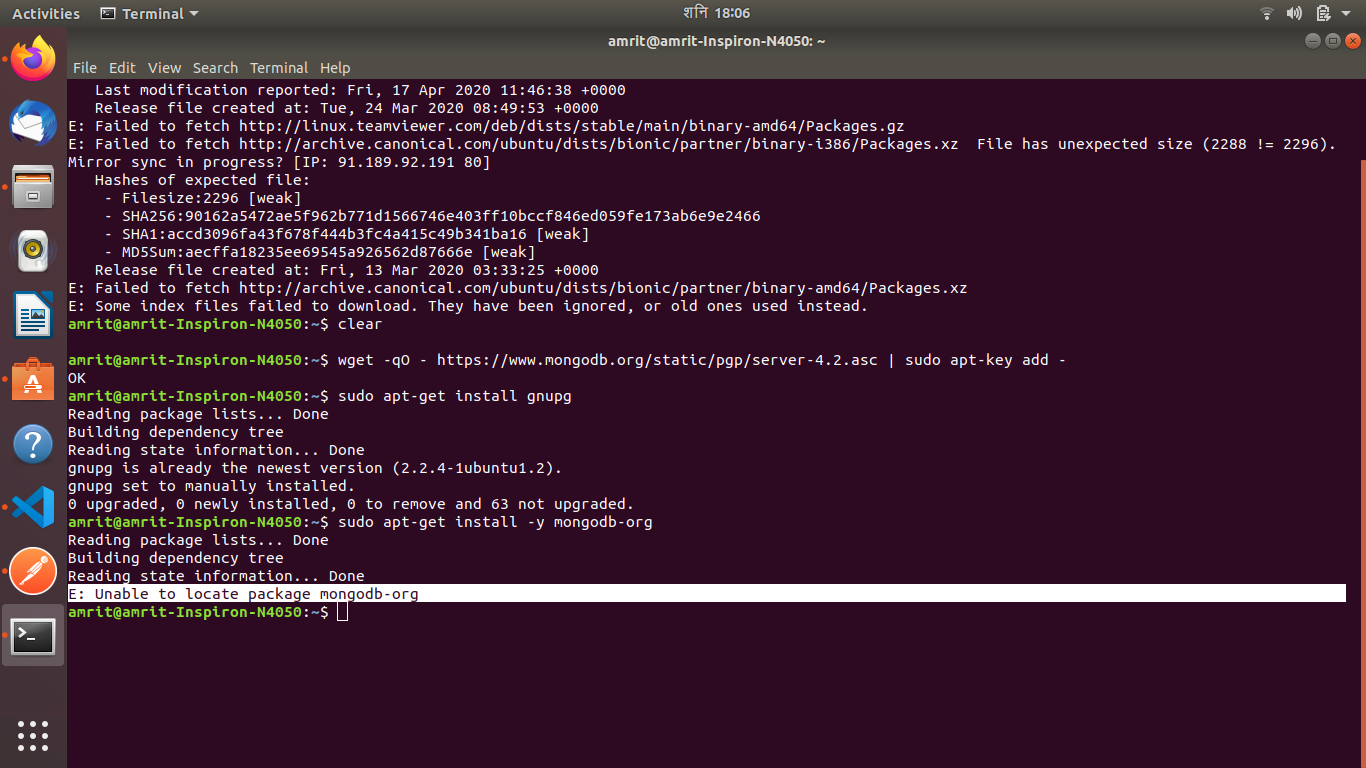 Activities
Terminal
शनि 18:06
amrit@amrit-Inspiron-N4050: ~
File Edit View Search Terminal Help
Last modification reported: Fri, 17 Apr 2020 11:46:38 +0000
Release file created at: Tue, 24 Mar 2020 08:49:53 +0000
E: Failed to fetch http://linux.teamviewer.com/deb/dists/stable/main/binary-amd64/Packages.gz
E: Failed to fetch http://archive.canonical.com/ubuntu/dists/bionic/partner/binary-i386/Packages.xz  File has unexpected size (2288 != 2296).
Mirror sync in progress? [IP: 91.189.92.191 80]
Hashes of expected file:
- Filesize:2296 [weak]
- SHA256:90162a5472ae5f962b771d1566746e403ff10bccf846ed059fe173ab6e9e2466
- SHA1:accd3096fa43f678f444b3fc4a415c49b341ba16 [weak]
- MD5Sum:aecffa18235ee69545a926562d87666e [weak]
Release file created at: Fri, 13 Mar 2020 03:33:25 +0000
E: Failed to fetch http://archive.canonical.com/ubuntu/dists/bionic/partner/binary-amd64/Packages.xz
E: Some index files failed to download. They have been ignored, or old ones used instead.
amrit@amrit-Inspiron-N4050:~$ clear
amrit@amrit-Inspiron-N4050:~$ wget -qO - https://www.mongodb.org/static/pgp/server-4.2.asc | sudo apt-key add -
OK
amrit@amrit-Inspiron-N4050:~$ sudo apt-get install gnupg
Reading package lists... Done
Building dependency tree
Reading state information... Done
gnupg is already the newest version (2.2.4-1ubuntu1.2).
gnupg set to manually installed.
0 upgraded, 0 newly installed, 0 to remove and 63 not upgraded.
amrit@amrit-Inspiron-N4050:~$ sudo apt-get install -y mongodb-org
Reading package lists... Done
Building dependency tree
Reading state information... Done
E: Unable to locate package mongodb-org
amrit@amrit-Inspiron-N4050:~$